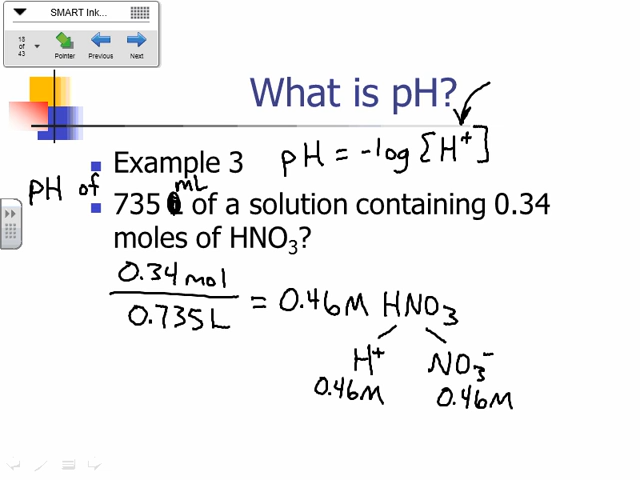 SMART Ink...
18
of
43
Pointer
Previous
Next
What is pH?
Example 3
pH = -log [H⁺]
pH of
mL
735 of a solution containing 0.34
moles of HNO₃?
0.34 mol
0.735L
= 0.46M HNO₃
H⁺ NO₃⁻
0.46M 0.46M